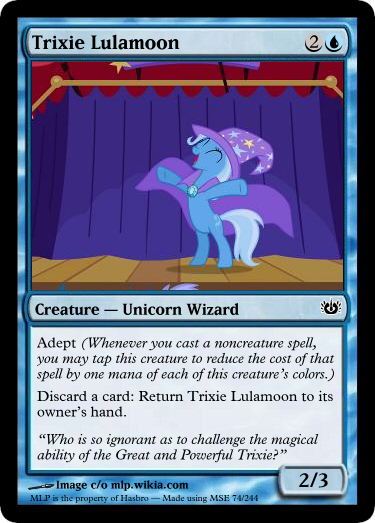 Trixie Lulamoon 2
Creature — Unicorn Wizard
Adept (Whenever you cast a noncreature spell,
you may tap this creature to reduce the cost of that
spell by one mana of each of this creature's colors.)
Discard a card: Return Trixie Lulamoon to its
owner's hand.
“Who is so ignorant as to challenge the magical
ability of the Great and Powerful Trixie?”
2/3
Image c/o mlp.wikia.com
MLP is the property of Hasbro — Made using MSE 74/244